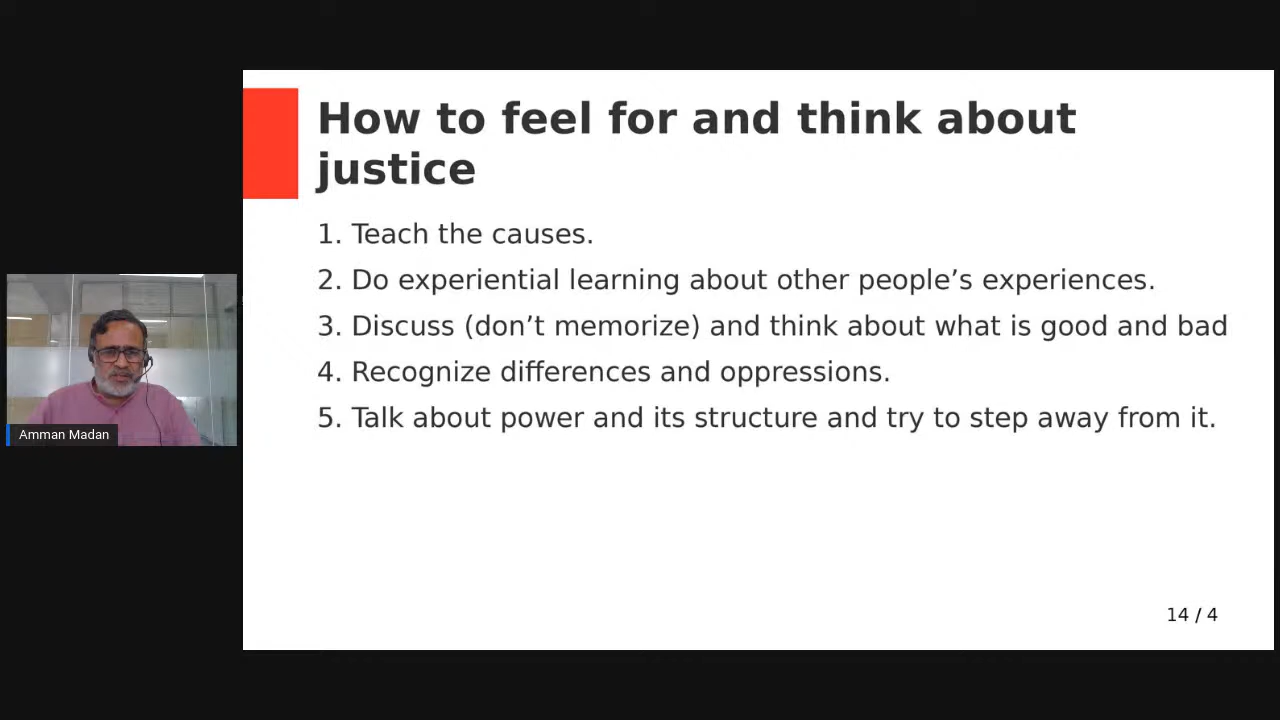 How to feel for and think about
justice
1. Teach the causes.
2. Do experiential learning about other people’s experiences.
3. Discuss (don’t memorize) and think about what is good and bad
4. Recognize differences and oppressions.
5. Talk about power and its structure and try to step away from it.
Amman Madan
14 / 4